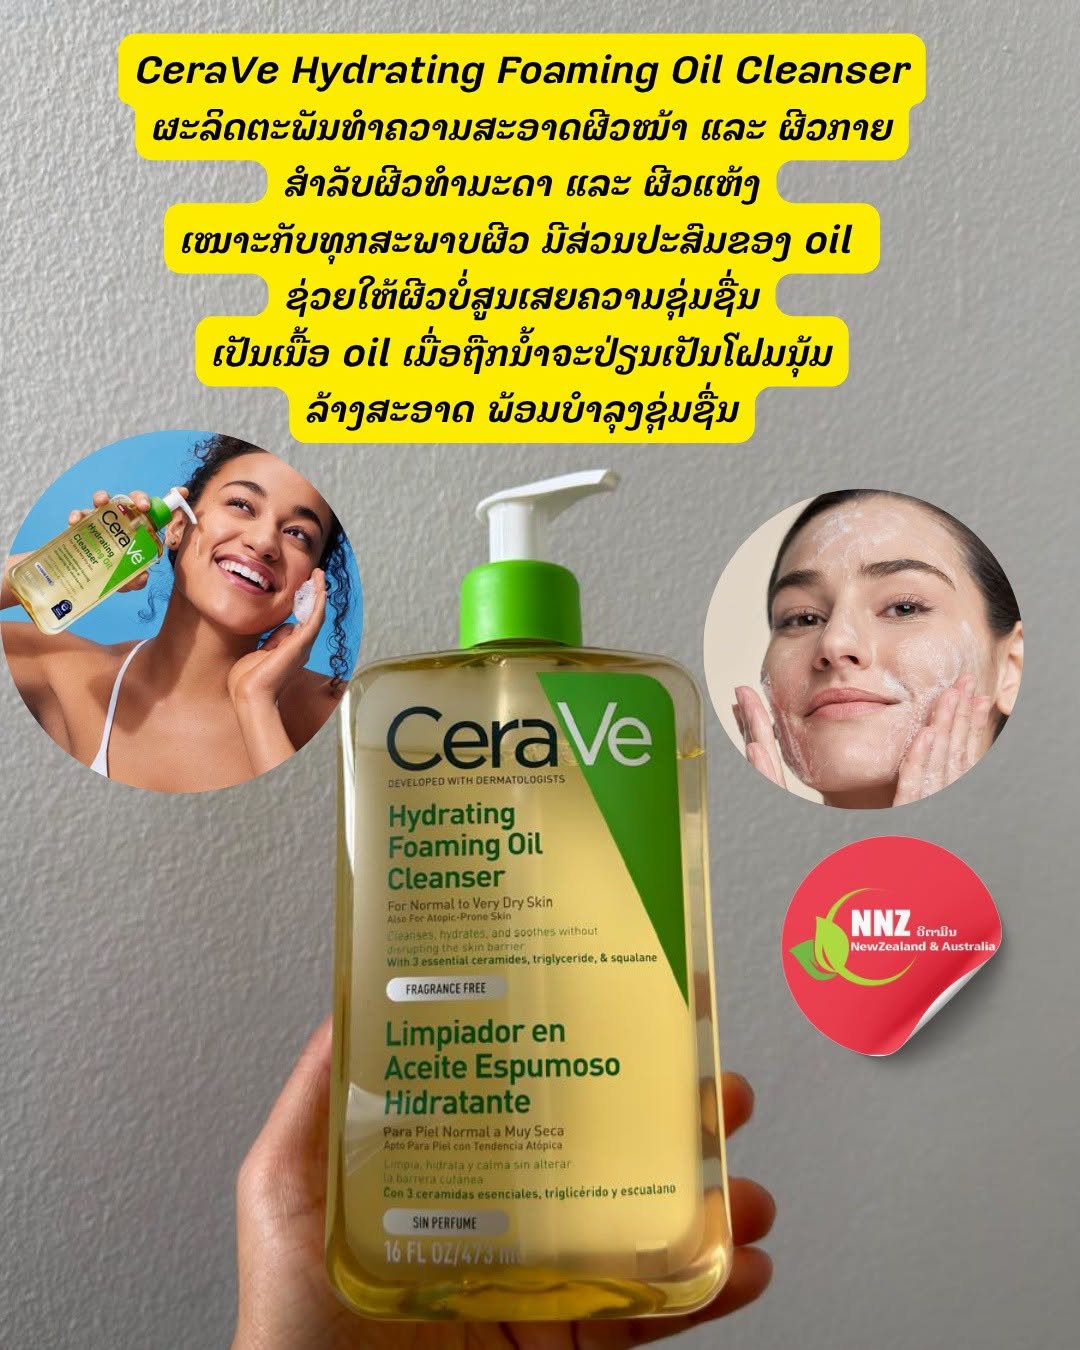 CeraVe Hydrating Foaming Oil Cleanser
ຜະລິດຕະພັນທຳຄວາມສະອາດຜິວໜ້າ ແລະ ຜິວກາຍ
ສຳລັບຜິວທຳມະດາ ແລະ ຜິວແຫ້ງ
ເໝາະກັບທຸກສະພາບຜິວ ມີສ່ວນປະສົມຂອງ oil
ຊ່ວຍໃຫ້ຜິວບໍ່ສູນເສຍຄວາມຊຸ່ມຊື່ນ
ເປັນເນື້ອ oil ເມື່ອຖືກນ້ຳຈະປ່ຽນເປັນໂຟມນຸ້ມ
ລ້າງສະອາດ ພ້ອມບຳລຸງຊຸ່ມຊື່ນ
CeraVe
Hydrating
Foaming Oil
Cleanser
CeraVe
DEVELOPED WITH DERMATOLOGISTS
Hydrating
Foaming Oil
Cleanser
For Normal to Very Dry Skin
Also For Atopic-Prone Skin
Cleanses, hydrates, and soothes without
disrupting the skin barrier
With 3 essential ceramides, triglyceride, & squalane
FRAGRANCE FREE
Limpiador en
Aceite Espumoso
Hidratante
Para Piel Normal a Muy Seca
Apto Para Piel con Tendencia Atópica
Limpia, hidrata y calma sin alterar
la barrera cutánea
Con 3 ceramidas esenciales, triglicérido y escualano
SIN PERFUME
16 FL OZ/473 mL
NNZ ວິຕາມິນ
NewZealand & Australia